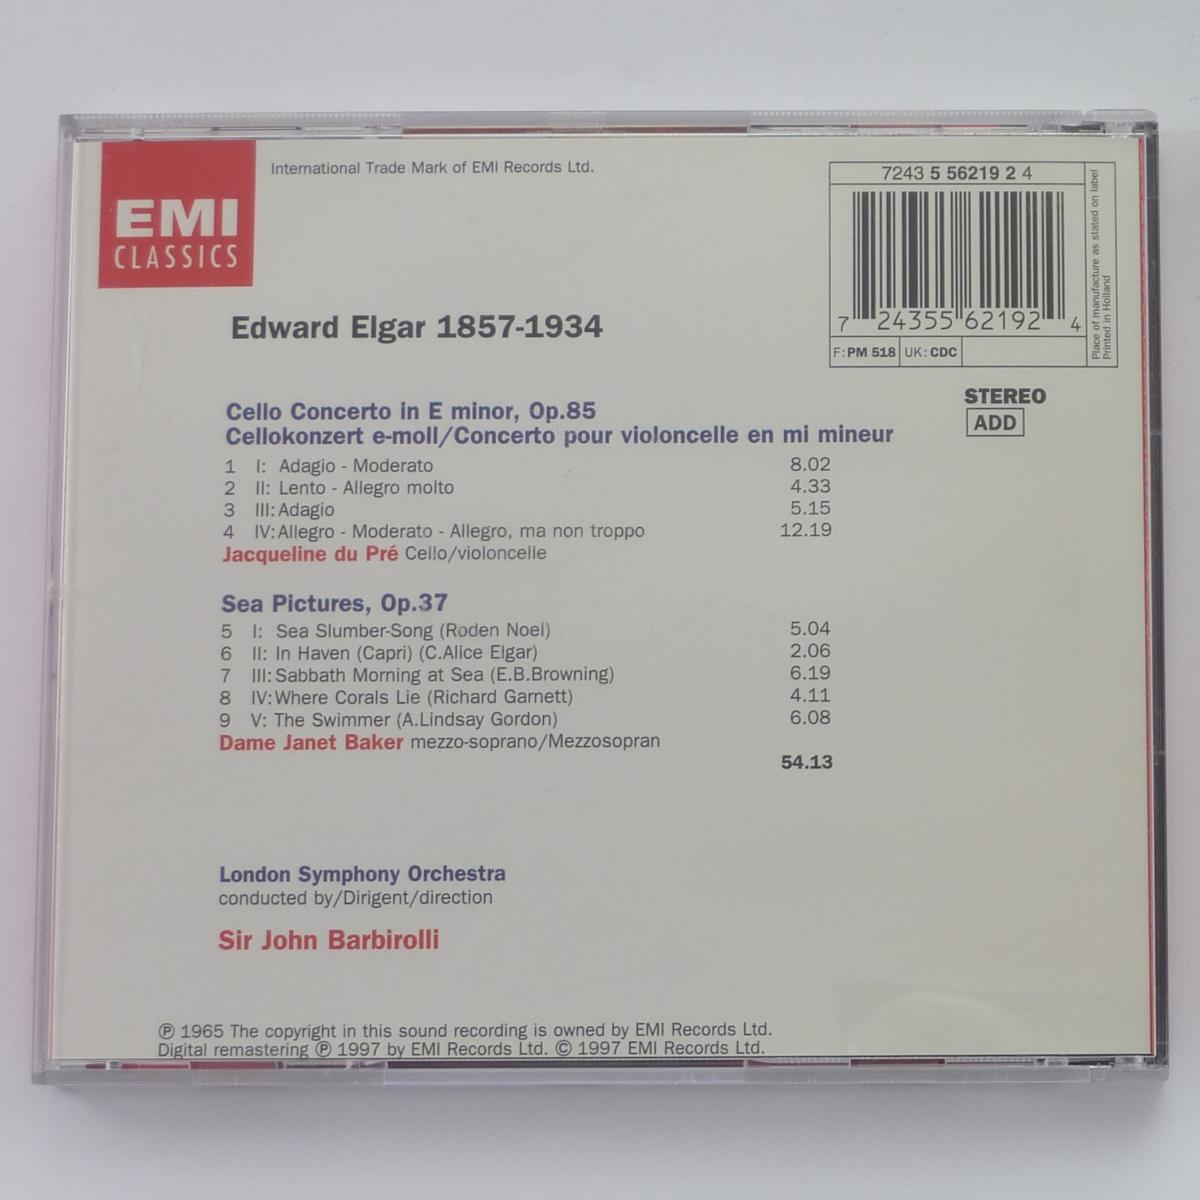 EMI
CLASSICS
International Trade Mark of EMI Records Ltd.
7243 5 56219 2 4
7 24355 62192 4
F: PM 518 UK: CDC
Place of manufacture as stated on label
Printed in Holland
STEREO
ADD
Edward Elgar 1857-1934
Cello Concerto in E minor, Op.85
Cellokonzert e-moll/Concerto pour violoncelle en mi mineur
1 I: Adagio - Moderato 8.02
2 II: Lento - Allegro molto 4.33
3 III: Adagio 5.15
4 IV: Allegro - Moderato - Allegro, ma non troppo 12.19
Jacqueline du Pré Cello/violoncelle
Sea Pictures, Op.37
5 I: Sea Slumber-Song (Roden Noel) 5.04
6 II: In Haven (Capri) (C.Alice Elgar) 2.06
7 III: Sabbath Morning at Sea (E.B.Browning) 6.19
8 IV: Where Corals Lie (Richard Garnett) 4.11
9 V: The Swimmer (A.Lindsay Gordon) 6.08
Dame Janet Baker mezzo-soprano/Mezzosopran
54.13
London Symphony Orchestra
conducted by/Dirigent/direction
Sir John Barbirolli
℗ 1965 The copyright in this sound recording is owned by EMI Records Ltd.
Digital remastering ℗ 1997 by EMI Records Ltd. © 1997 EMI Records Ltd.